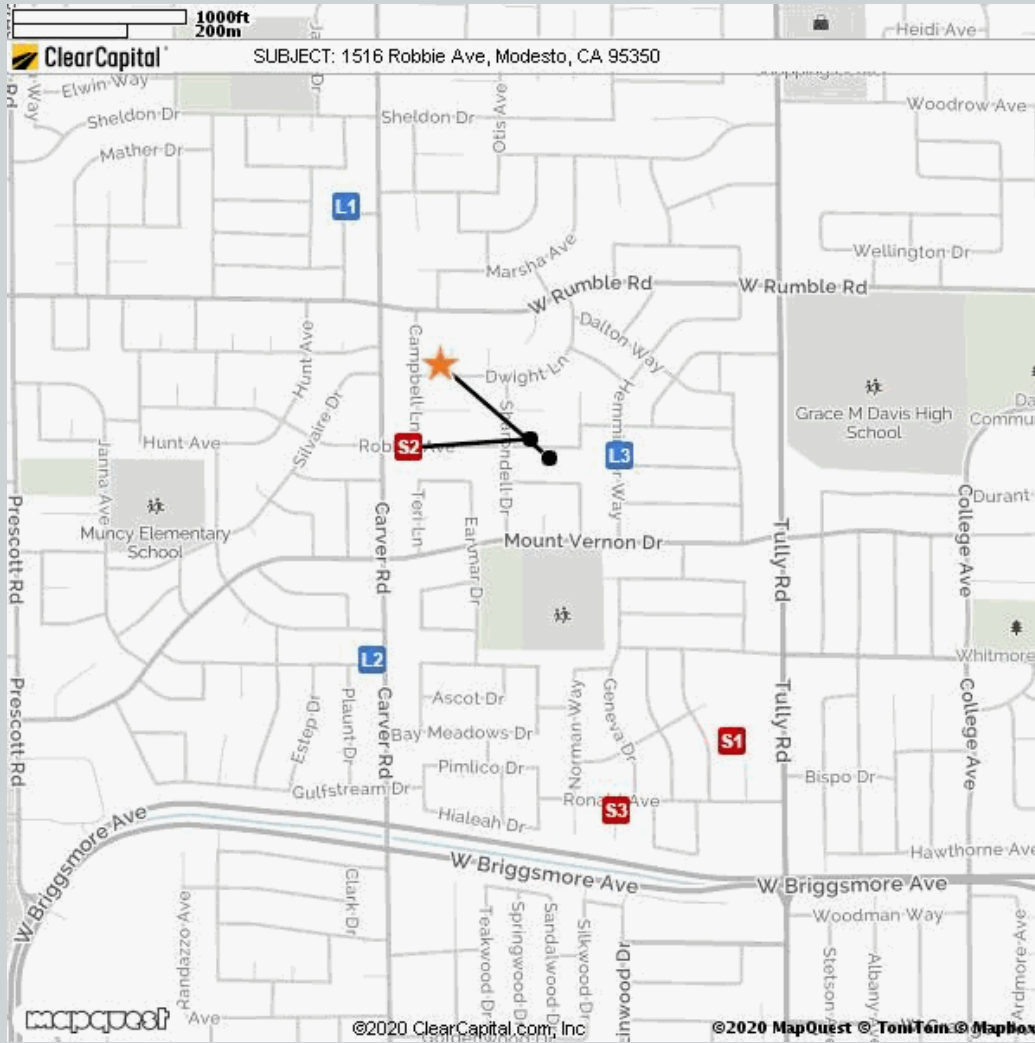 1000ft
200m
Heidi Ave
ClearCapital
SUBJECT: 1516 Robbie Ave, Modesto, CA 95350
Elwin Way
Sheldon Dr
Sheldon Dr
Otis Ave
Woodrow Ave
Mather Dr
L1
Marsha Ave
Wellington Dr
W Rumble Rd
W Rumble Rd
Hunt Ave
Campbell Ln
Dalton Way
Dwight Ln
Silvaire Dr
Grace M Davis High
School
Hunt Ave
S2
L3
Janna Ave
Teri Ln
Durant
Muncy Elementary
School
Prescott Rd
Carver Rd
Earmar Dr
Mount Vernon Dr
Tully Rd
College Ave
L2
Whitmore
Prescott Rd
Estep Dr
Plaunt Dr
Carver Rd
Ascot Dr
Bay Meadows Dr
Pimlico Dr
Norman Way
Geneva Dr
S1
Tully Rd
College Ave
Bispo Dr
Gulfstream Dr
S3
Hialeah Dr
W Briggsmore Ave
W Briggsmore Ave
W Briggsmore Ave
Hawthorne Ave
Clark Dr
Woodman Way
Teakwood Dr
Springwood Dr
Sandalwood Dr
Silkwood Dr
Stetson
Albany Ave
Ardmore Ave
mapquest
Ave
©2020 ClearCapital.com, Inc
©2020 MapQuest © TomTom © Mapbox